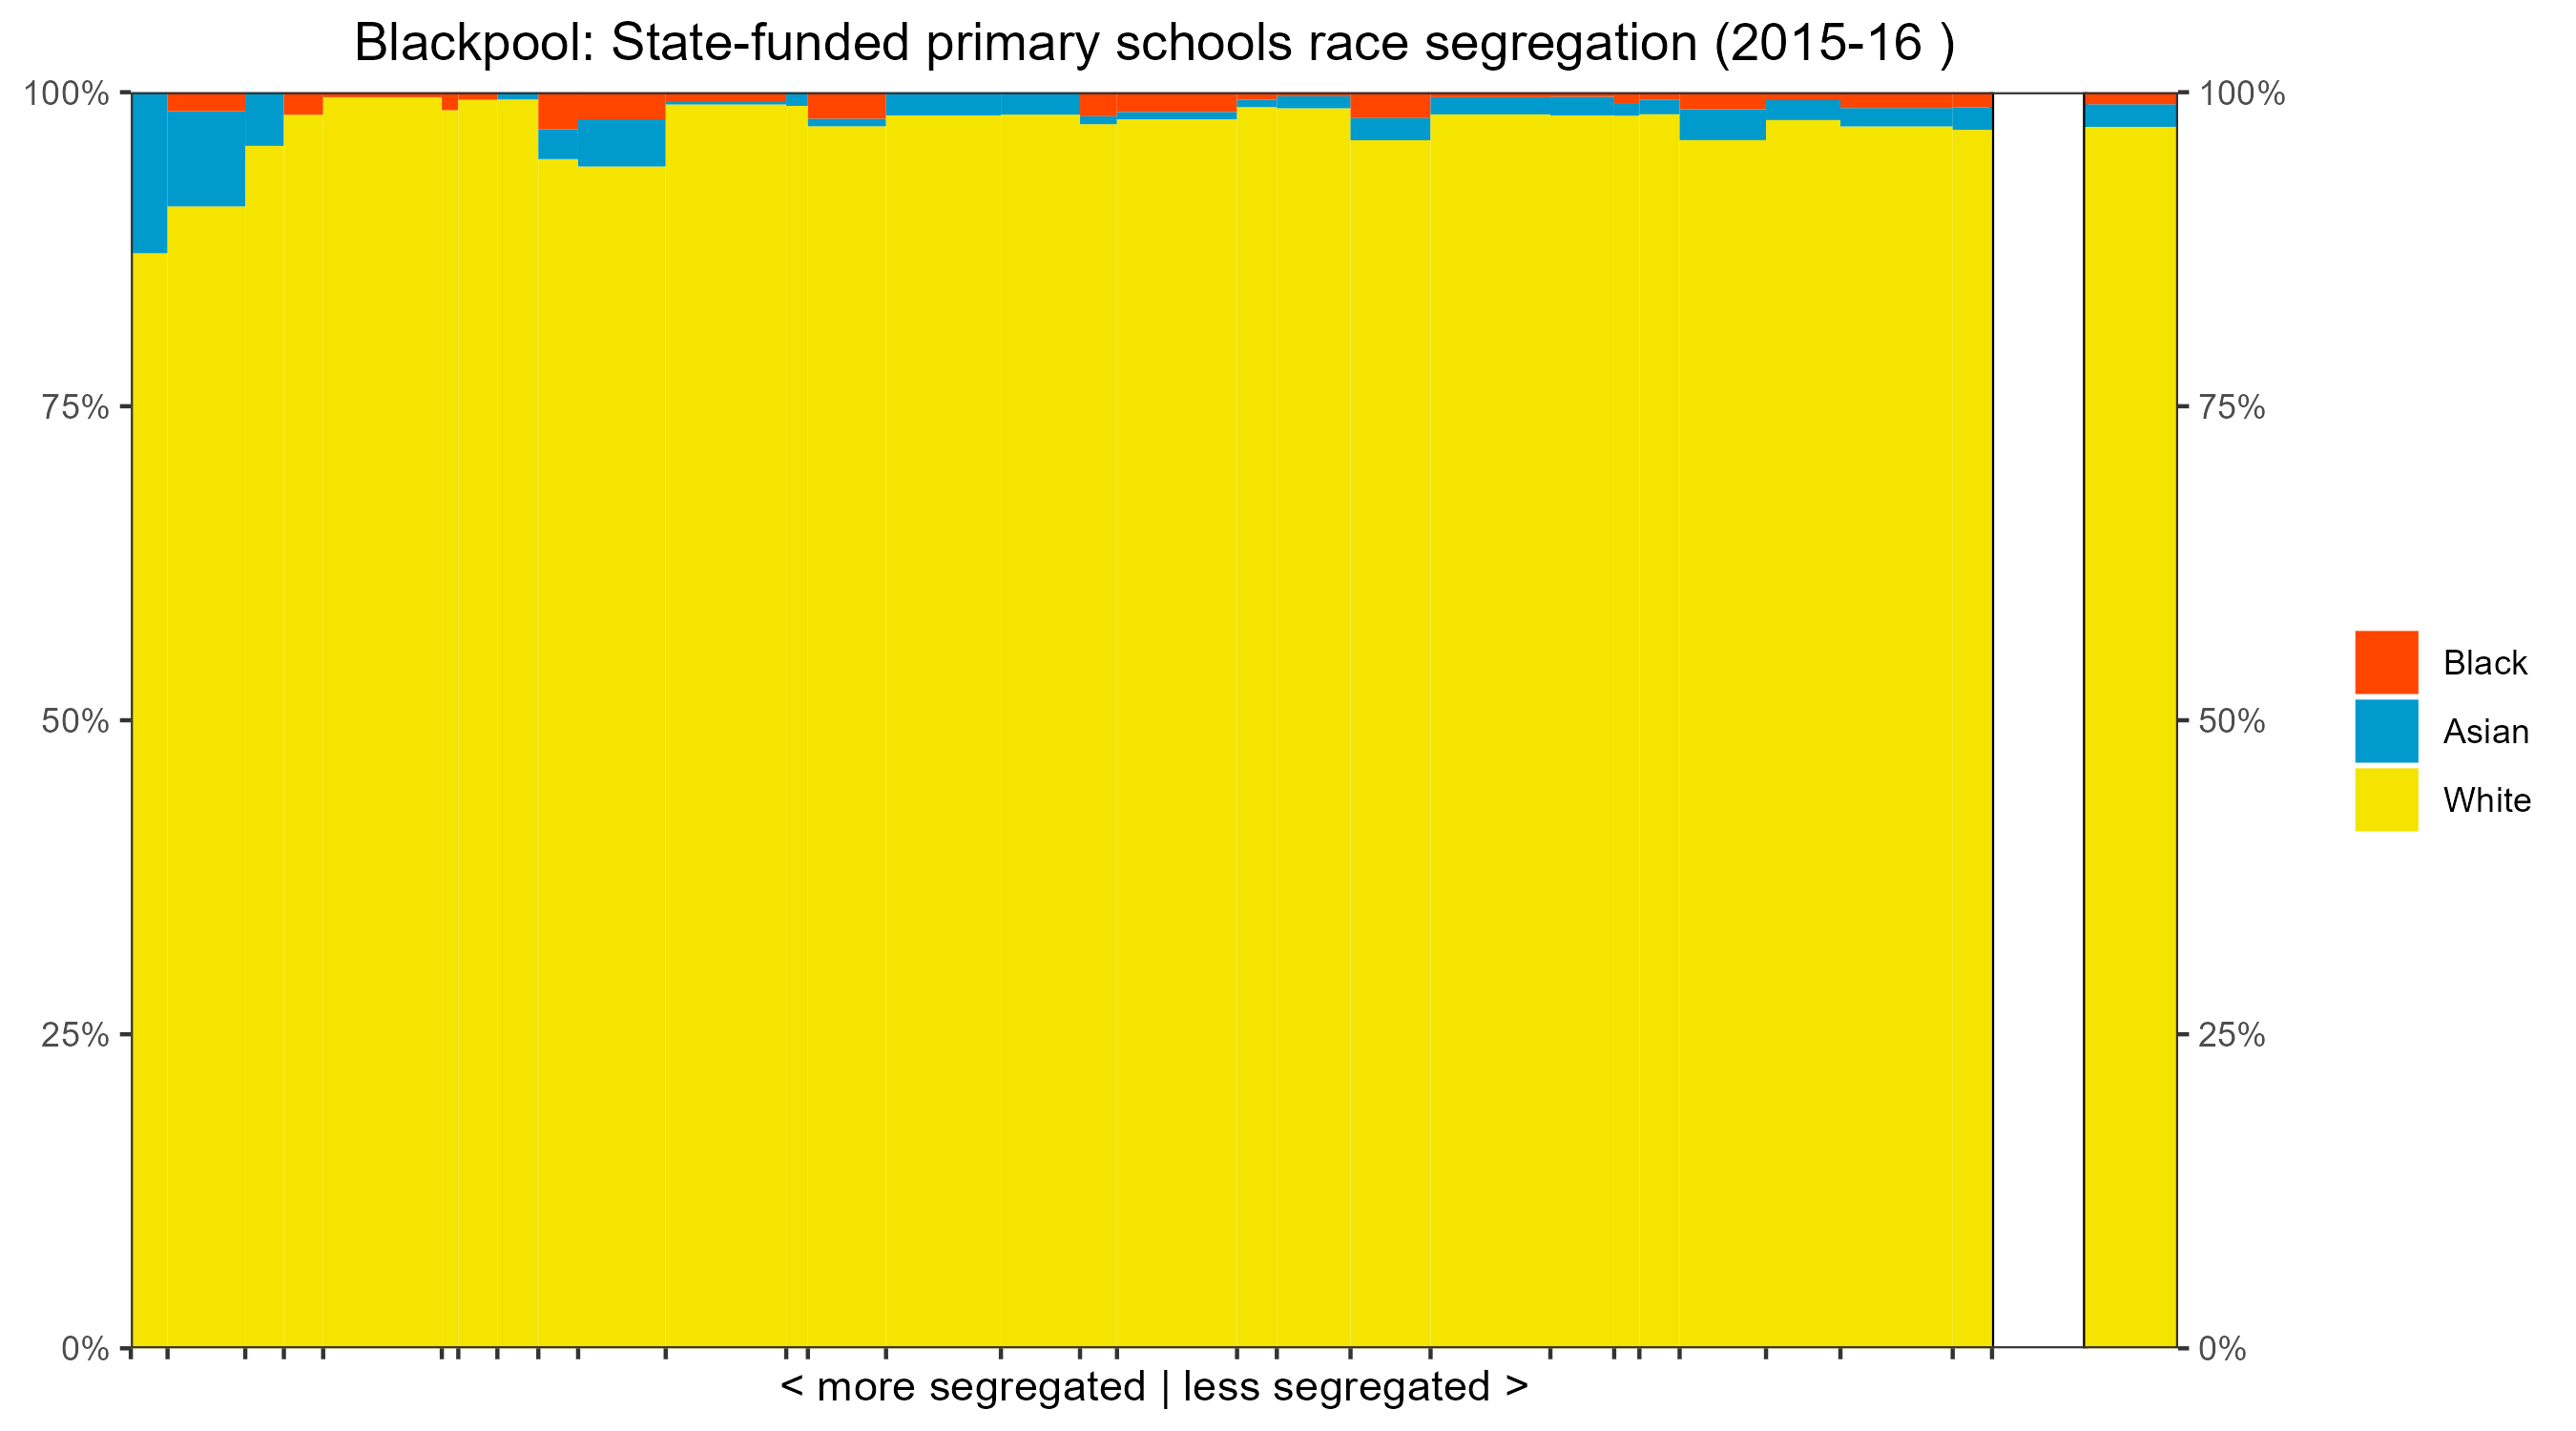 Blackpool: State-funded primary schools race segregation (2015-16 )
100%
75%
50%
25%
0%
100%
75%
50%
25%
0%
Black
Asian
White
< more segregated | less segregated >